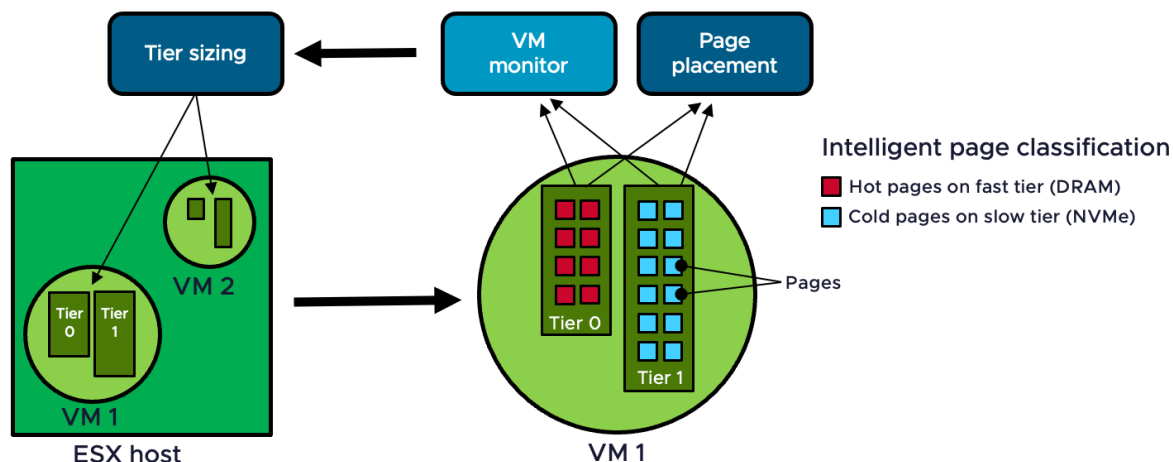 Tier sizing
VM
monitor
Page
placement
Intelligent page classification
Hot pages on fast tier (DRAM)
Cold pages on slow tier (NVMe)
VM 2
Pages
Tier
0
Tier
1
Tier 0
Tier 1
VM 1
ESX host
VM 1